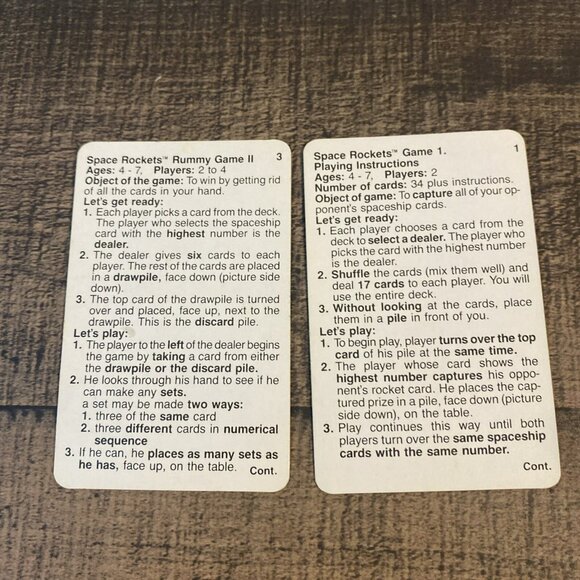 Space Rockets™ Rummy Game II 3
Ages: 4 - 7, Players: 2 to 4
Object of the game: To win by getting rid
of all the cards in your hand.
Let's get ready:
1. Each player picks a card from the deck.
The player who selects the spaceship
card with the highest number is the
dealer.
2. The dealer gives six cards to each
player. The rest of the cards are placed
in a drawpile, face down (picture side
down).
3. The top card of the drawpile is turned
over and placed, face up, next to the
drawpile. This is the discard pile.
Let's play:
1. The player to the left of the dealer begins
the game by taking a card from either
the drawpile or the discard pile.
2. He looks through his hand to see if he
can make any sets.
a set may be made two ways:
1. three of the same card
2. three different cards in numerical
sequence
3. If he can, he places as many sets as
he has, face up, on the table. Cont.
Space Rockets™ Game 1. 1
Playing Instructions
Ages: 4 - 7, Players: 2
Number of cards: 34 plus instructions.
Object of game: To capture all of your op-
ponent's spaceship cards.
Let's get ready:
1. Each player chooses a card from the
deck to select a dealer. The player who
picks the card with the highest number
is the dealer.
2. Shuffle the cards (mix them well) and
deal 17 cards to each player. You will
use the entire deck.
3. Without looking at the cards, place
them in a pile in front of you.
Let's play:
1. To begin play, player turns over the top
card of his pile at the same time.
2. The player whose card shows the
highest number captures his oppo-
nent's rocket card. He places the cap-
tured prize in a pile, face down (picture
side down), on the table.
3. Play continues this way until both
players turn over the same spaceship
cards with the same number.
Cont.